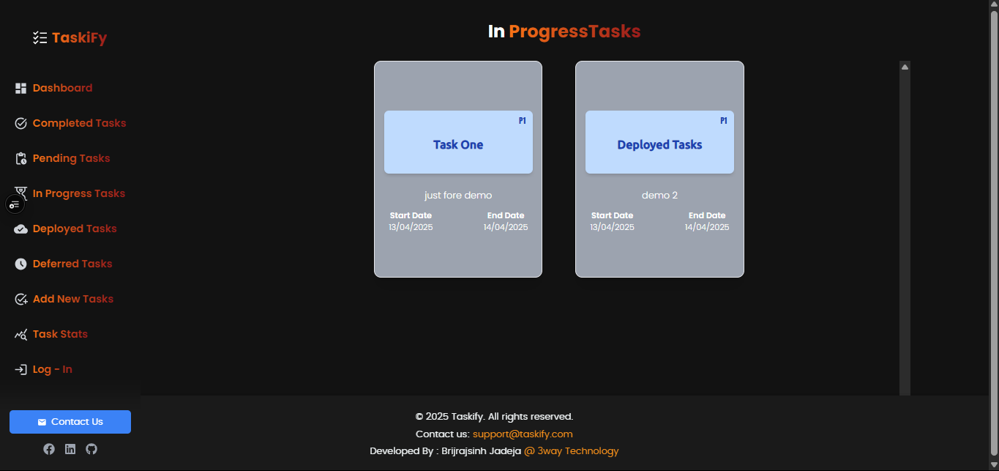 TaskiFy
Dashboard
Completed Tasks
Pending Tasks
In Progress Tasks
Deployed Tasks
Deferred Tasks
Add New Tasks
Task Stats
Log - In
Contact Us
In ProgressTasks
P1
Task One
just fore demo
Start Date
End Date
13/04/2025
14/04/2025
P1
Deployed Tasks
demo 2
Start Date
End Date
13/04/2025
14/04/2025
© 2025 Taskify. All rights reserved.
Contact us: support@taskify.com
Developed By : Brijrajsinh Jadeja @ 3way Technology